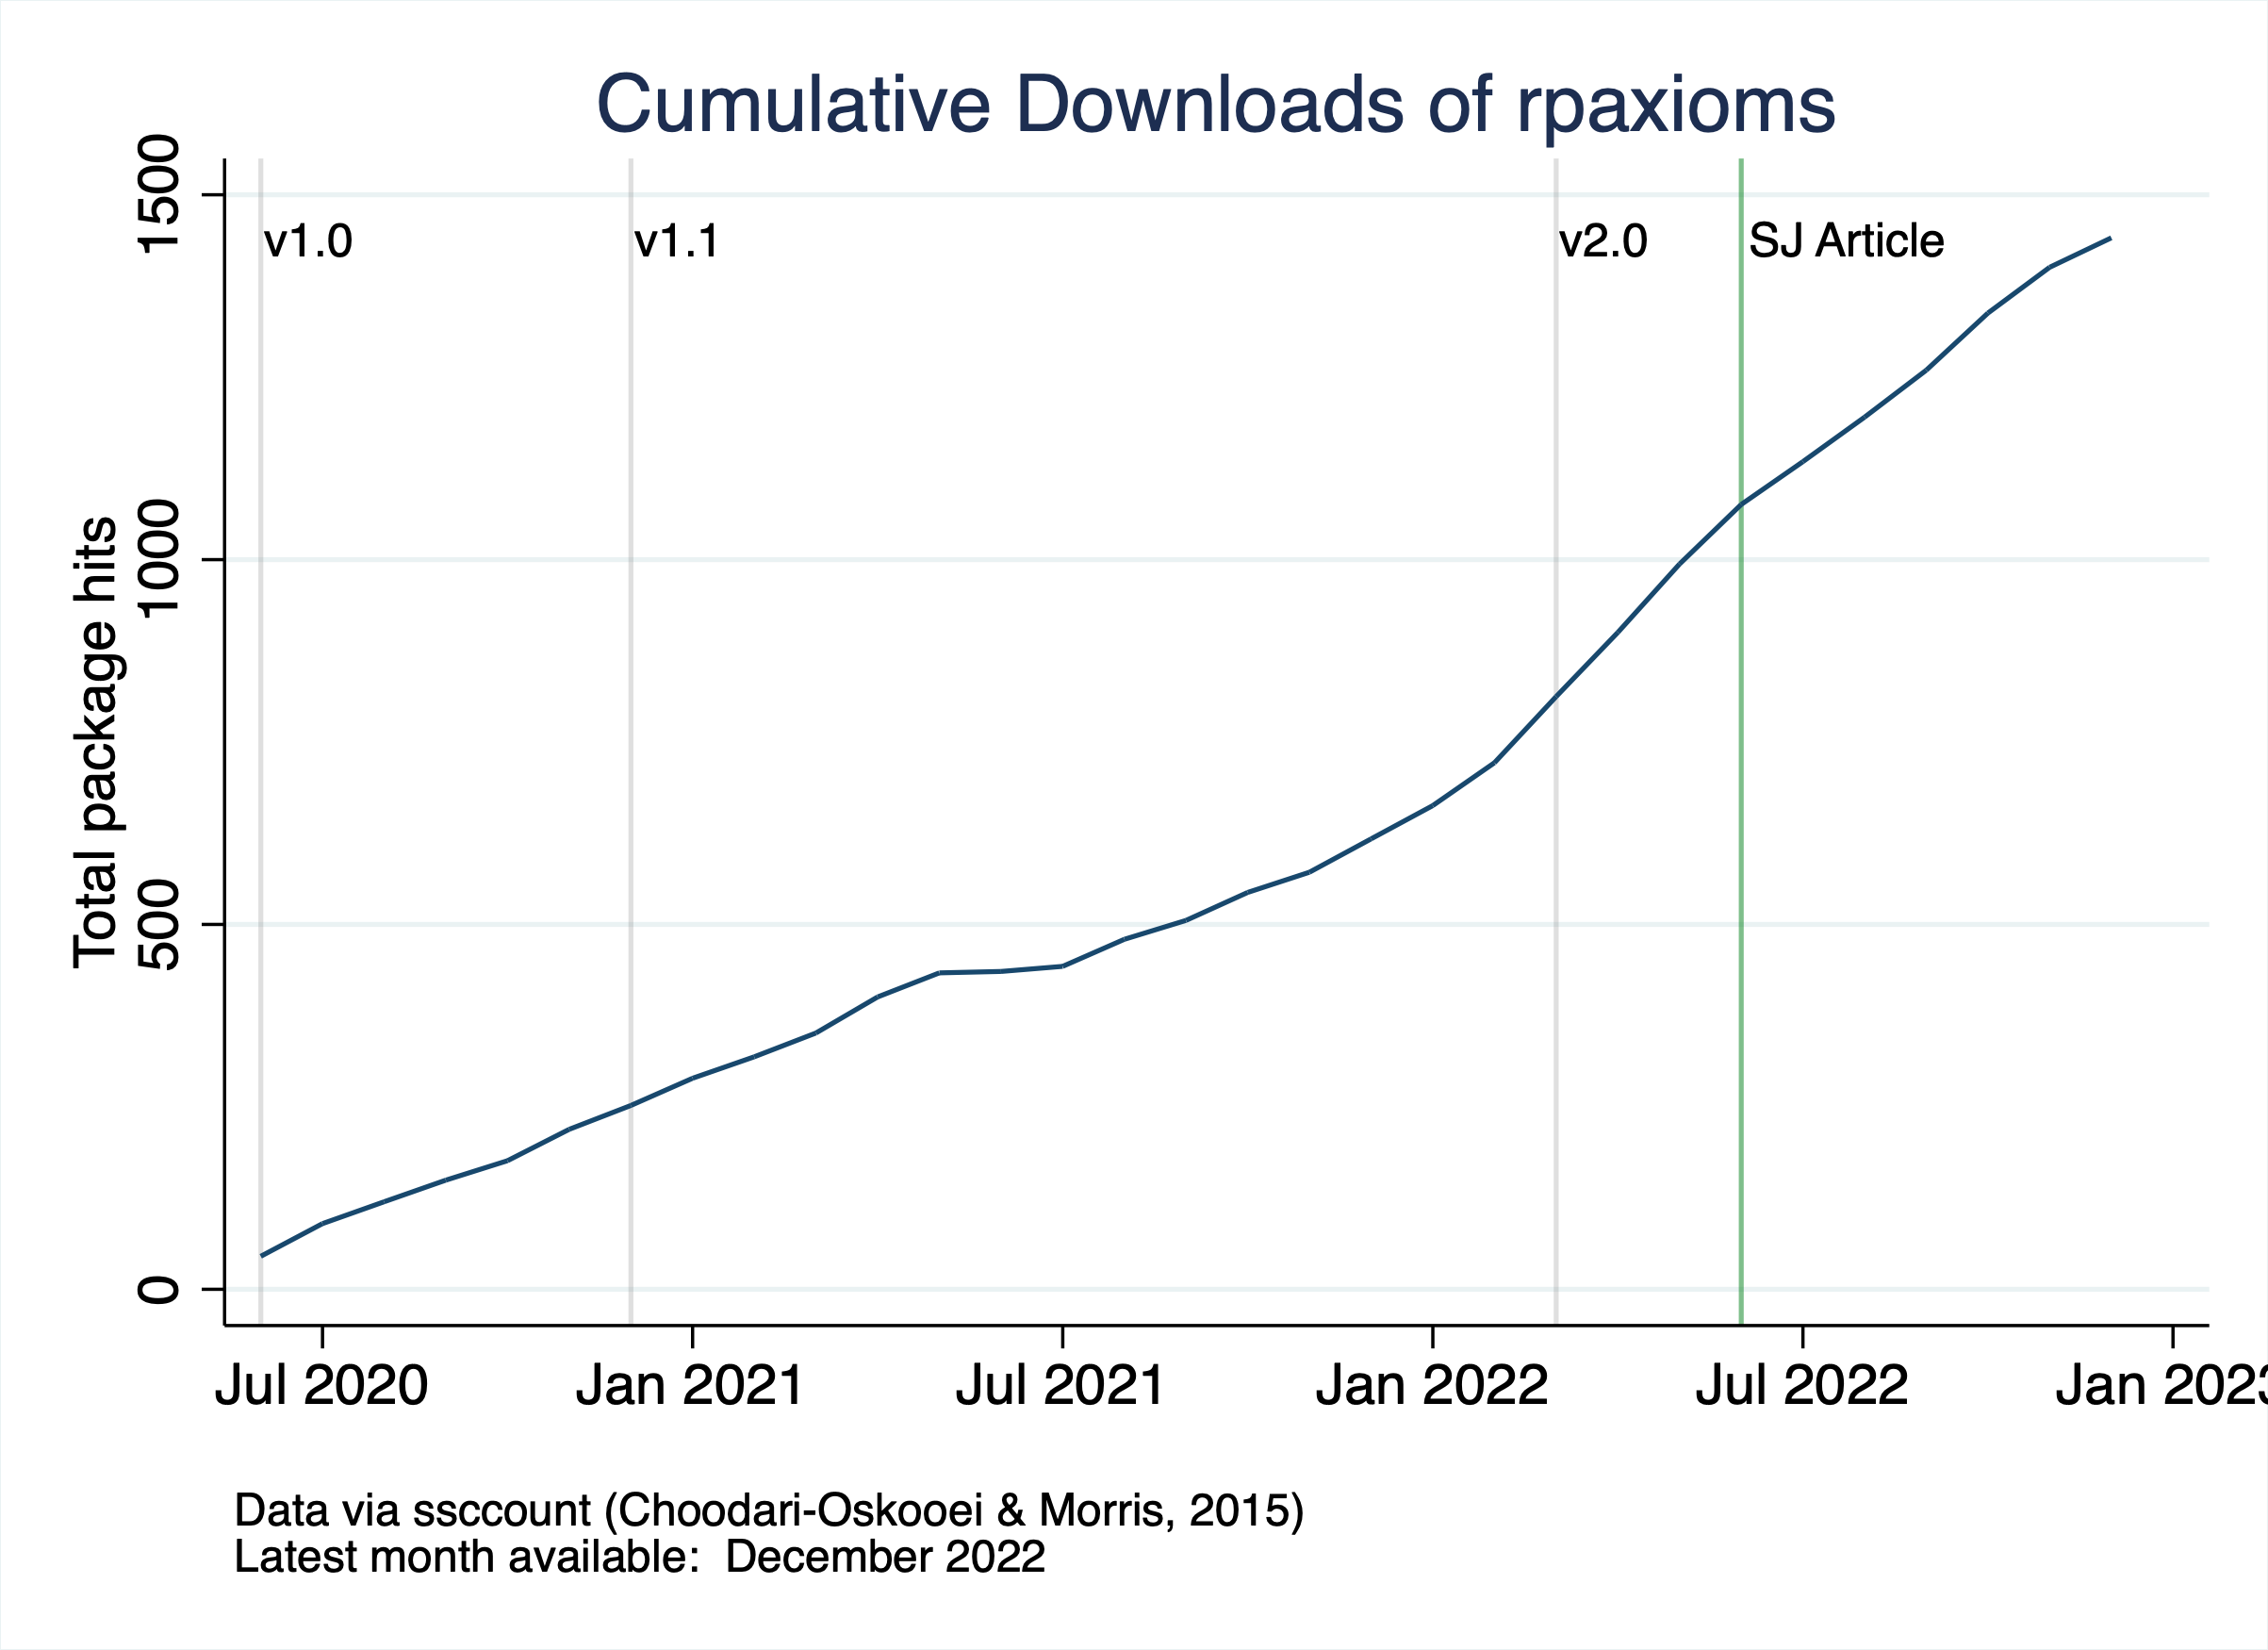 Cumulative Downloads of rpaxioms
Total package hits
1500
1000
500
0
v1.0
v1.1
v2.0
SJ Article
Jul 2020
Jan 2021
Jul 2021
Jan 2022
Jul 2022
Jan 2023
Data via ssccount (Choodari-Oskooei & Morris, 2015)
Latest month available: December 2022